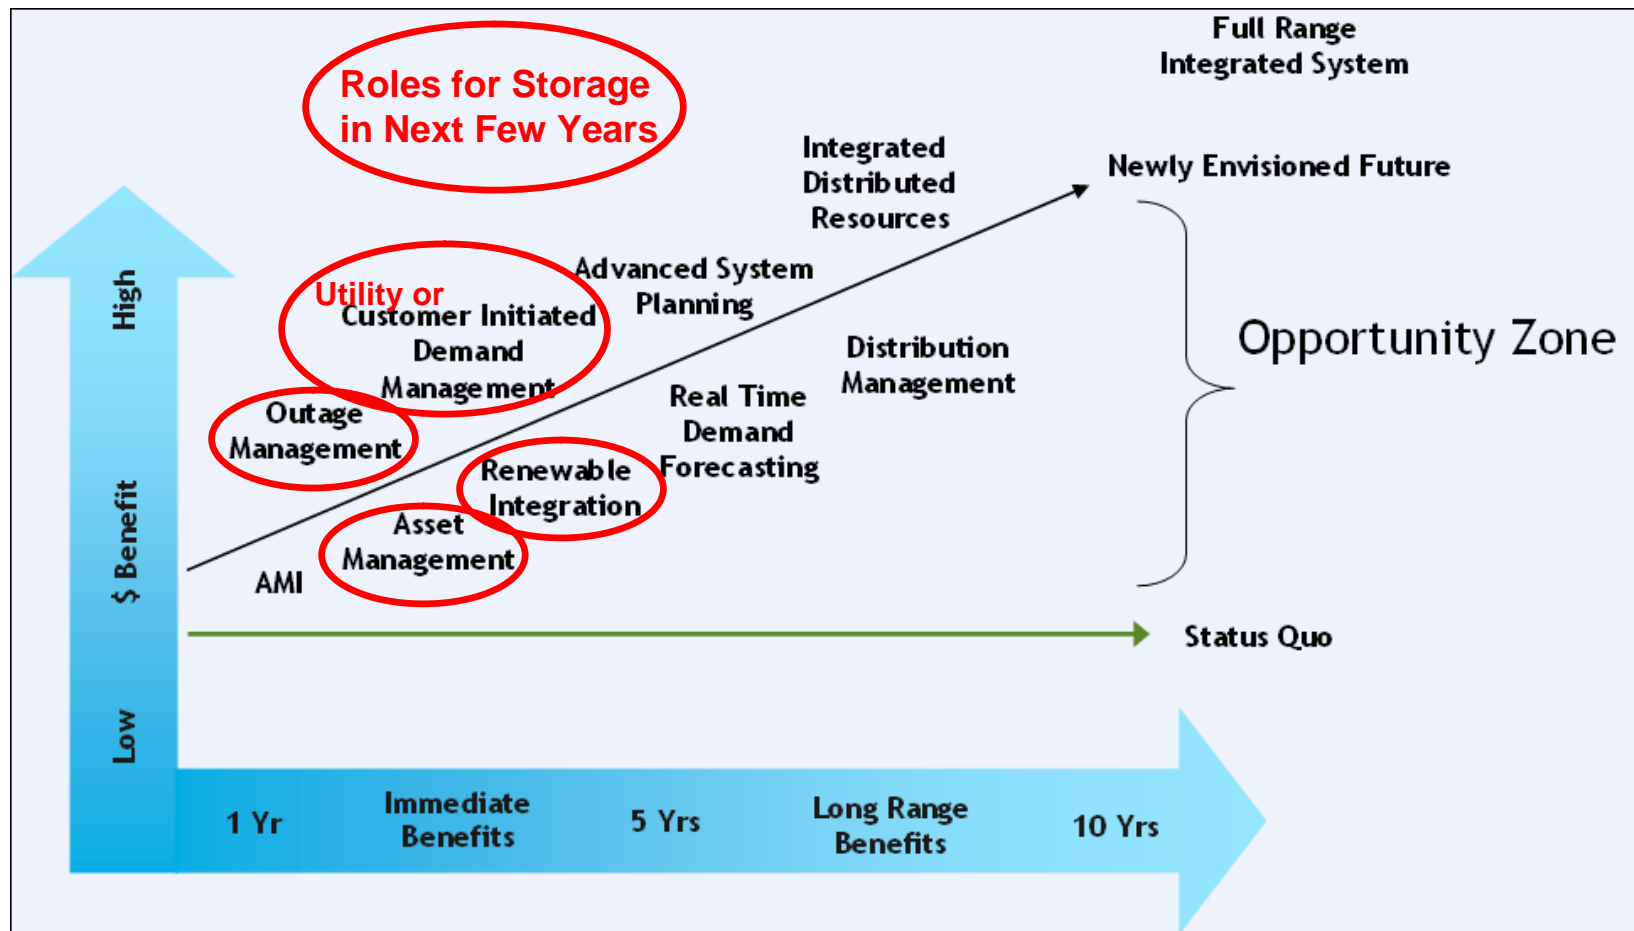 Full Range
Integrated System
Roles for Storage
in Next Few Years
Integrated
Distributed
Resources
Newly Envisioned Future
Advanced System
Planning
Utility or
Customer Initiated
Demand
Management
Distribution
Management
Opportunity Zone
Outage
Management
Real Time
Demand
Forecasting
Renewable
Integration
Asset
Management
AMI
Status Quo
High
$ Benefit
Low
1 Yr
Immediate
Benefits
5 Yrs
Long Range
Benefits
10 Yrs